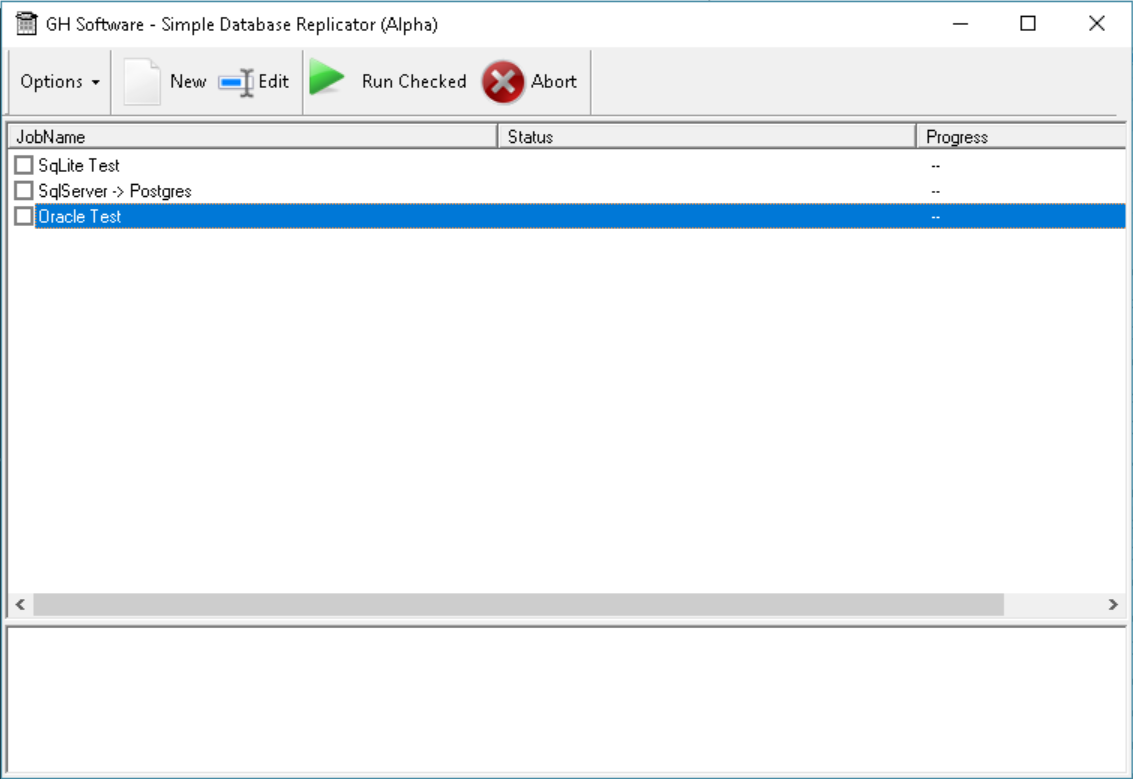 GH Software - Simple Database Replicator (Alpha)
Options New Edit Run Checked Abort
JobName Status Progress
SqLite Test --
SqlServer -> Postgres --
Oracle Test --